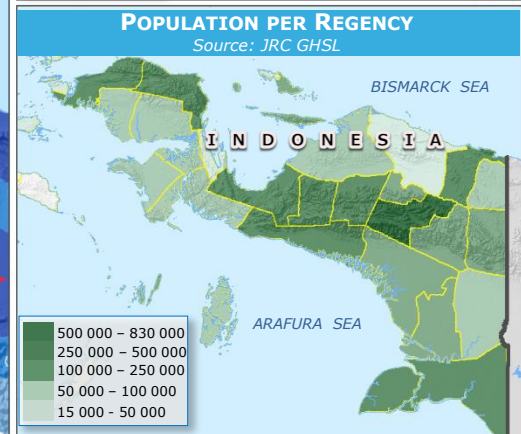 POPULATION PER REGENCY
Source: JRC GHSL
BISMARCK SEA
INDONESIA
ARAFURA SEA
500 000 – 830 000
250 000 – 500 000
100 000 – 250 000
50 000 – 100 000
15 000 - 50 000